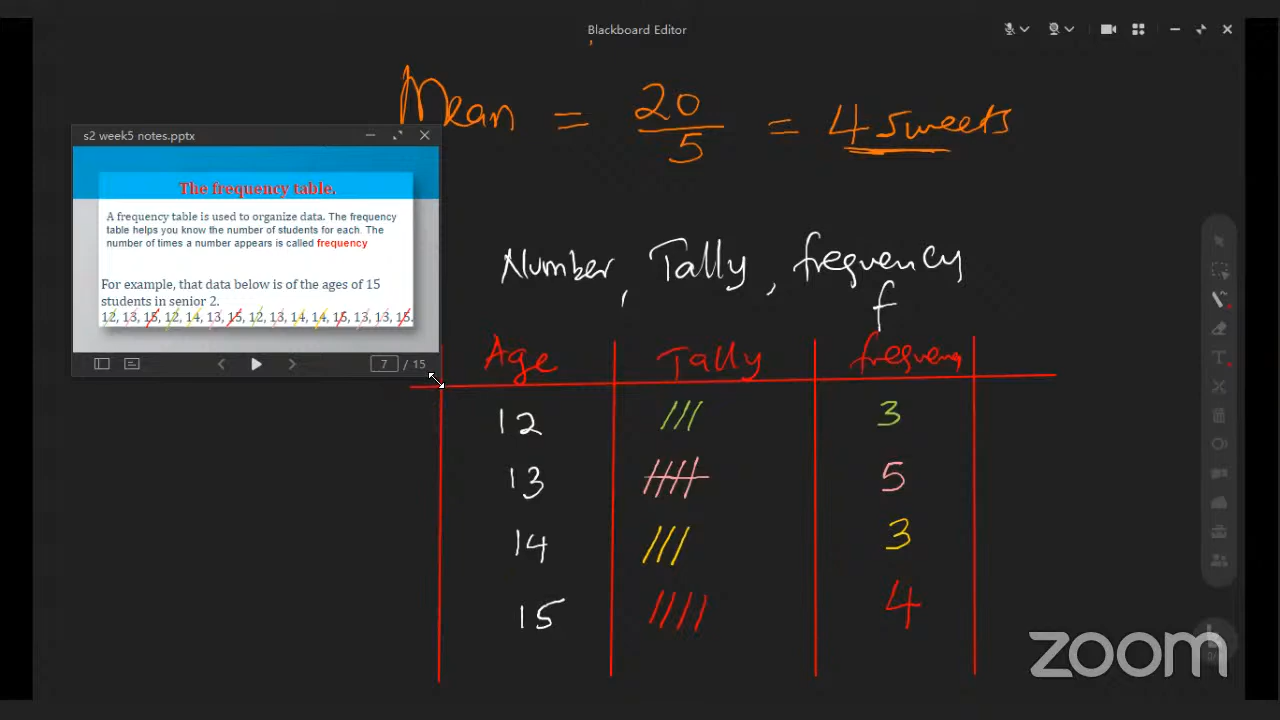 Blackboard Editor
Mean = 20/5 = 4 sweets
s2 week5 notes.pptx
The frequency table.
A frequency table is used to organize data. The frequency
table helps you know the number of students for each. The
number of times a number appears is called frequency
For example, that data below is of the ages of 15
students in senior 2.
12, 13, 15, 12, 14, 13, 15, 12, 13, 14, 14, 15, 13, 13, 15.
7 / 15
Number, Tally, frequency
f
Age Tally frequency
12 /// 3
13 //// 5
14 /// 3
15 //// 4
zoom